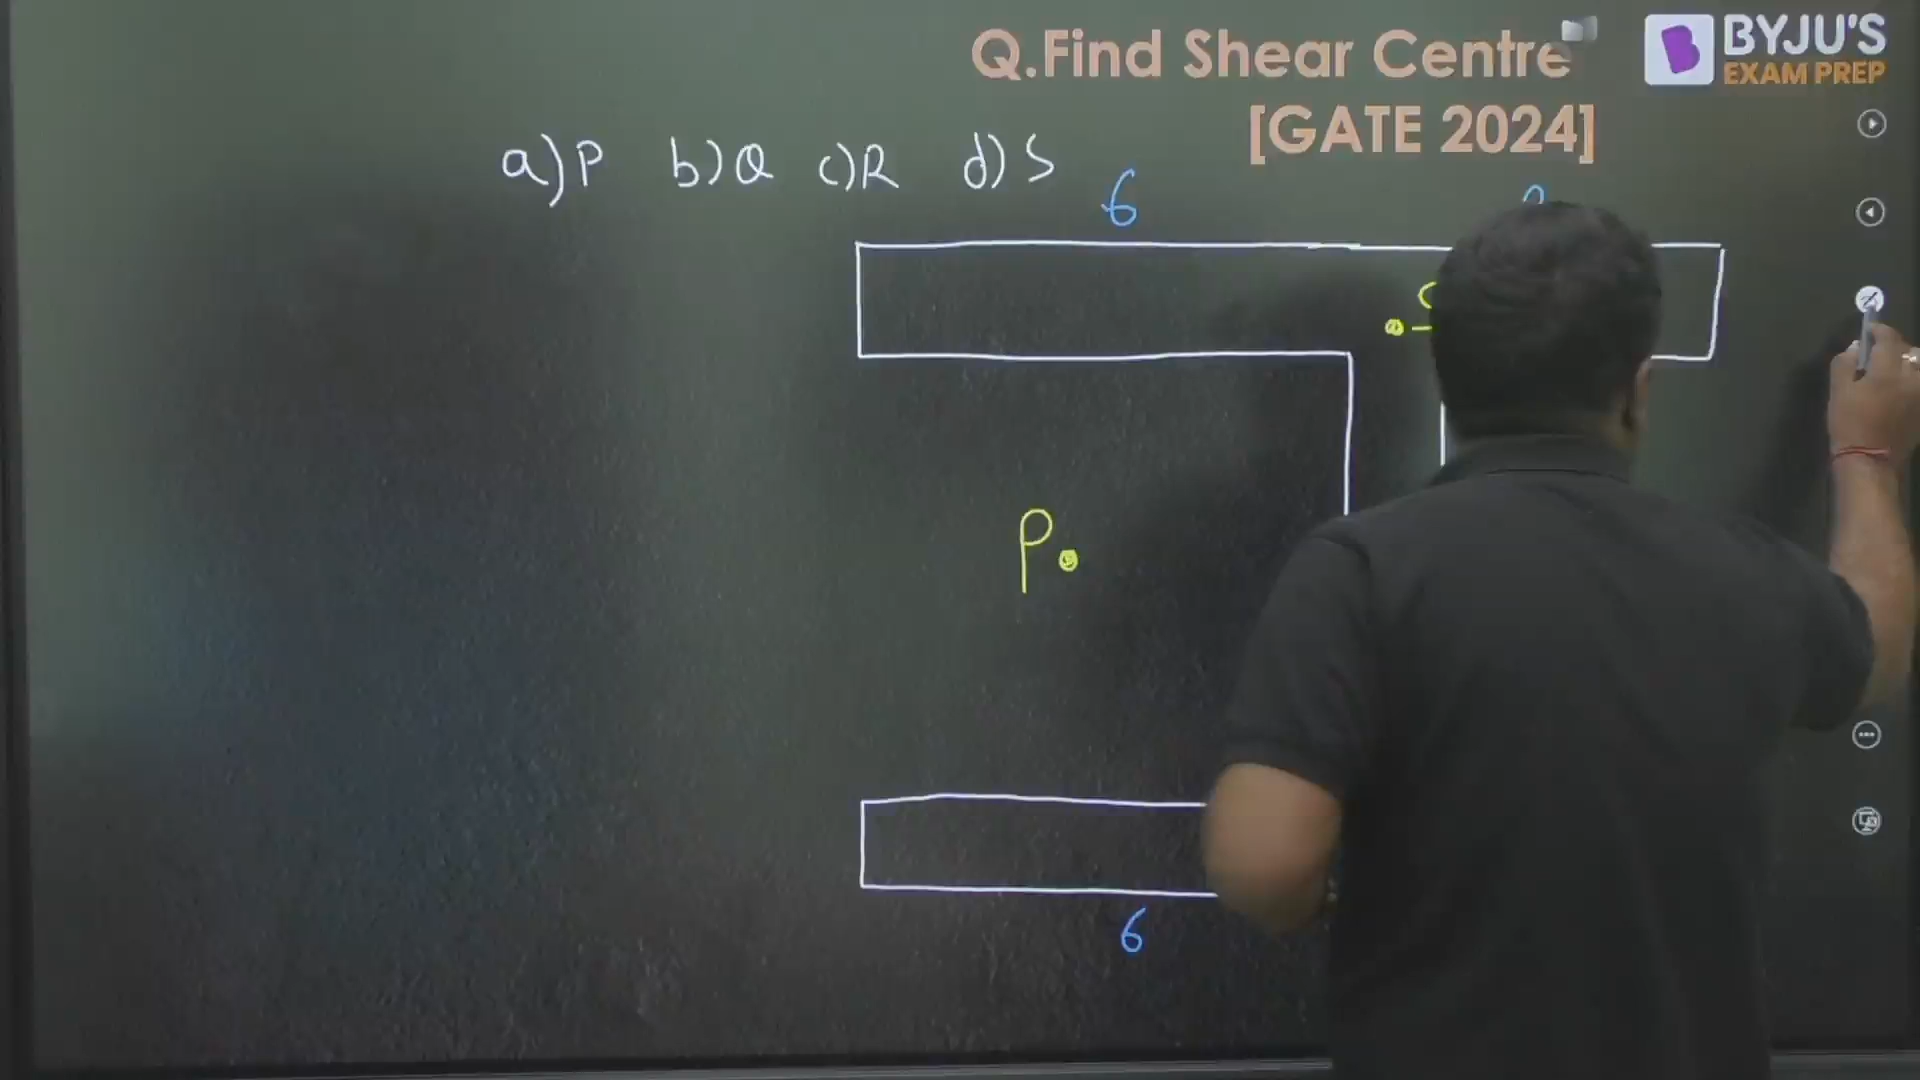 Q.Find Shear Centre
[GATE 2024]
BYJU'S
EXAM PREP
a) P b) Q c) R d) S
6
P
6